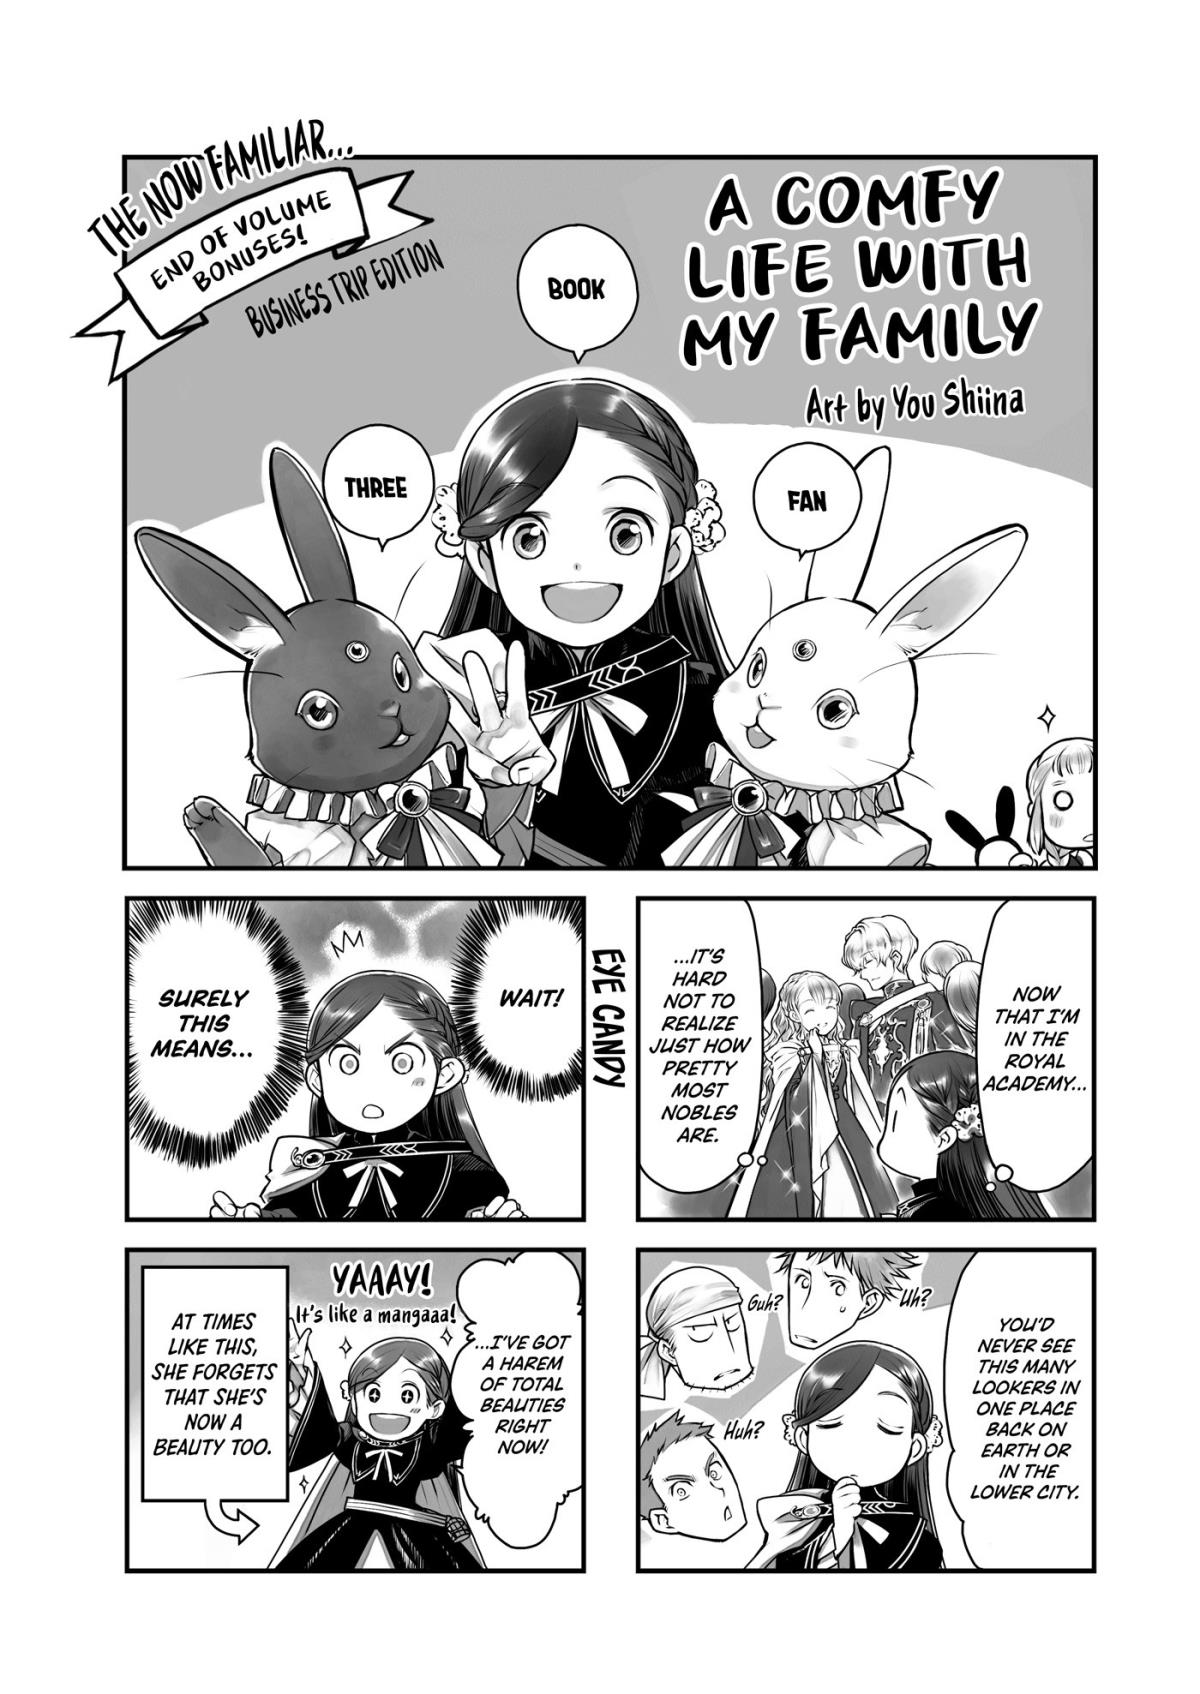 THE NOW FAMILIAR...
END OF VOLUME
BONUSES!
BUSINESS TRIP EDITION
A COMFY
LIFE WITH
MY FAMILY
Art by You Shiina
BOOK
THREE
FAN
EYE CANDY
NOW
THAT I'M
IN THE
ROYAL
ACADEMY...
...IT'S
HARD
NOT TO
REALIZE
JUST HOW
PRETTY
MOST
NOBLES
ARE.
YOU'D
NEVER SEE
THIS MANY
LOOKERS IN
ONE PLACE
BACK ON
EARTH OR
IN THE
LOWER CITY.
Uh?
Guh?
Huh?
WAIT!
SURELY
THIS
MEANS...
...I'VE GOT
A HAREM
OF TOTAL
BEAUTIES
RIGHT
NOW!
YAAAY!
It's like a mangaaa!
AT TIMES
LIKE THIS,
SHE FORGETS
THAT SHE'S
NOW A
BEAUTY TOO.